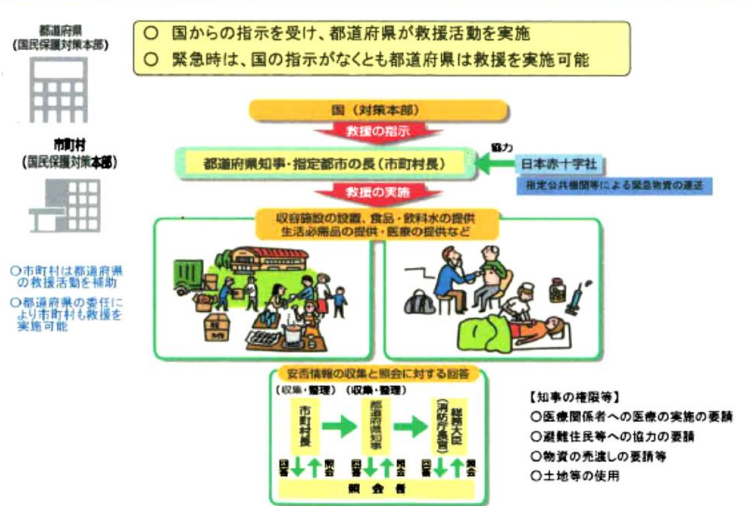 都道府県
(国民保護対策本部)
○ 国からの指示を受け、都道府県が救援活動を実施
○ 緊急時は、国の指示がなくとも都道府県は救援を実施可能
国（対策本部）
救援の指示
市町村
(国民保護対策本部)
都道府県知事・指定都市の長（市町村長）
協力
日本赤十字社
指定公共機関等による緊急物資の運送
救援の実施
収容施設の設置、食品・飲料水の提供
生活必需品の提供・医療の提供など
○市町村は都道府県
の救援活動を補助
○都道府県の委任に
より市町村も救援を
実施可能
安否情報の収集と照会に対する回答
(収集・整理) (収集・整理)
市町村長
都道府県知事
総務大臣
(消防庁長官)
回答 照会 回答 照会 回答 照会
照会者
【知事の権限等】
○医療関係者への医療の実施の要請
○避難住民等への協力の要請
○物資の売渡しの要請等
○土地等の使用